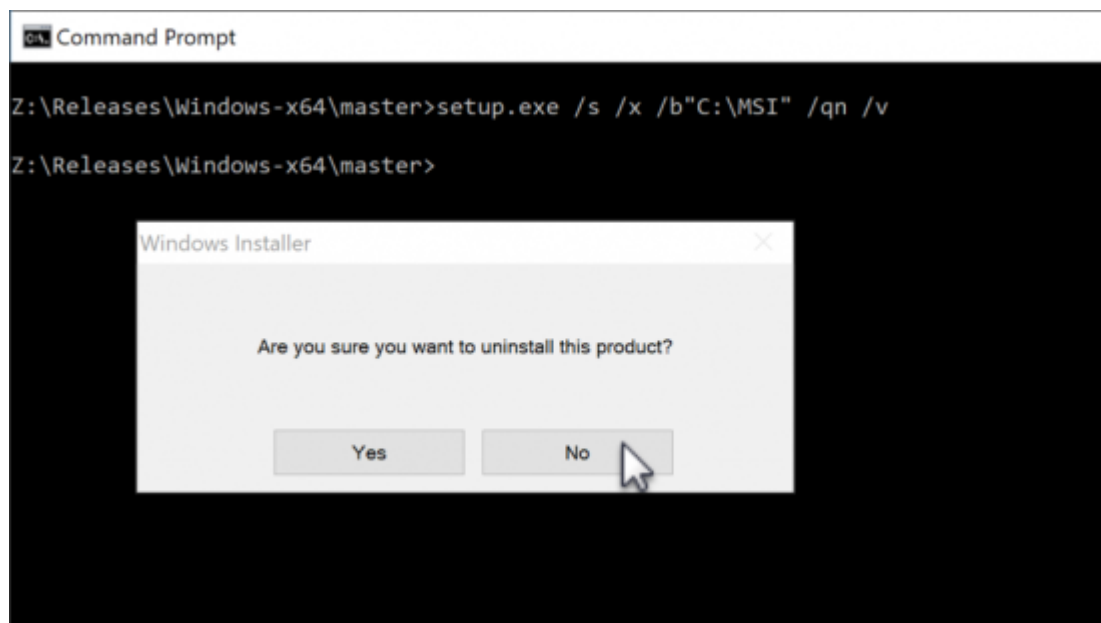 Command Prompt
Z:\Releases\Windows-x64\master>setup.exe /s /x /b"C:\MSI" /qn /v
Z:\Releases\Windows-x64\master>
Windows Installer
Are you sure you want to uninstall this product?
Yes No